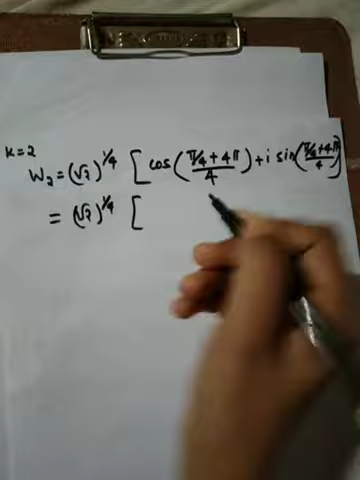 K=2
W₂ = (√2)^1/4 [ cos( (π/4 + 4π)/4 ) + i sin( (π/4 + 4π)/4 ) ]
= (√2)^1/4 [